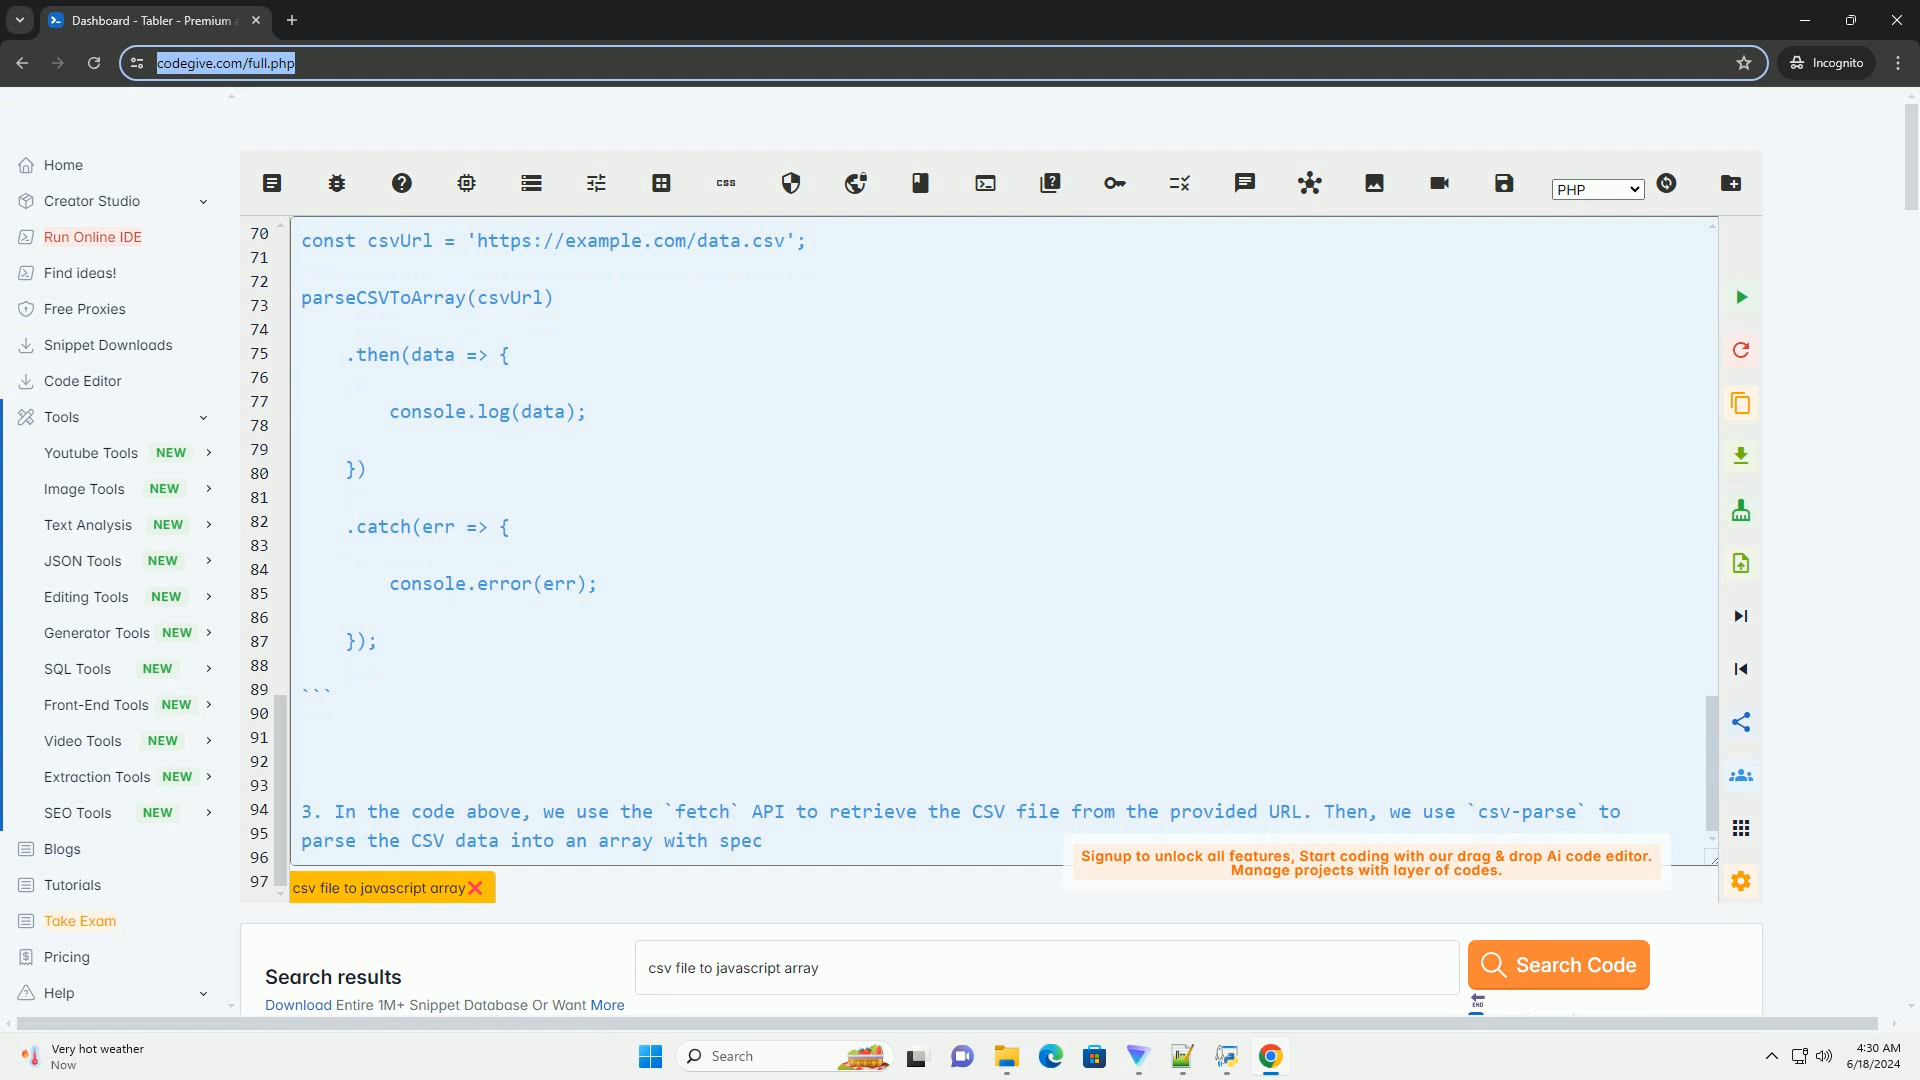 Dashboard - Tabler - Premium
codegive.com/full.php
Incognito
Home
Creator Studio
Run Online IDE
Find ideas!
Free Proxies
Snippet Downloads
Code Editor
Tools
Youtube Tools NEW
Image Tools NEW
Text Analysis NEW
JSON Tools NEW
Editing Tools NEW
Generator Tools NEW
SQL Tools NEW
Front-End Tools NEW
Video Tools NEW
Extraction Tools NEW
SEO Tools NEW
Blogs
Tutorials
Take Exam
Pricing
Help
css
PHP
70
71
72
73
74
75
76
77
78
79
80
81
82
83
84
85
86
87
88
89
90
91
92
93
94
95
96
97
const csvUrl = 'https://example.com/data.csv';
parseCSVToArray(csvUrl)
.then(data => {
console.log(data);
})
.catch(err => {
console.error(err);
});
```
3. In the code above, we use the `fetch` API to retrieve the CSV file from the provided URL. Then, we use `csv-parse` to
parse the CSV data into an array with spec
Signup to unlock all features, Start coding with our drag & drop Ai code editor.
Manage projects with layer of codes.
csv file to javascript array
Search results
Download Entire 1M+ Snippet Database Or Want More
csv file to javascript array
Search Code
END
Very hot weather
Now
Search
4:30 AM
6/18/2024